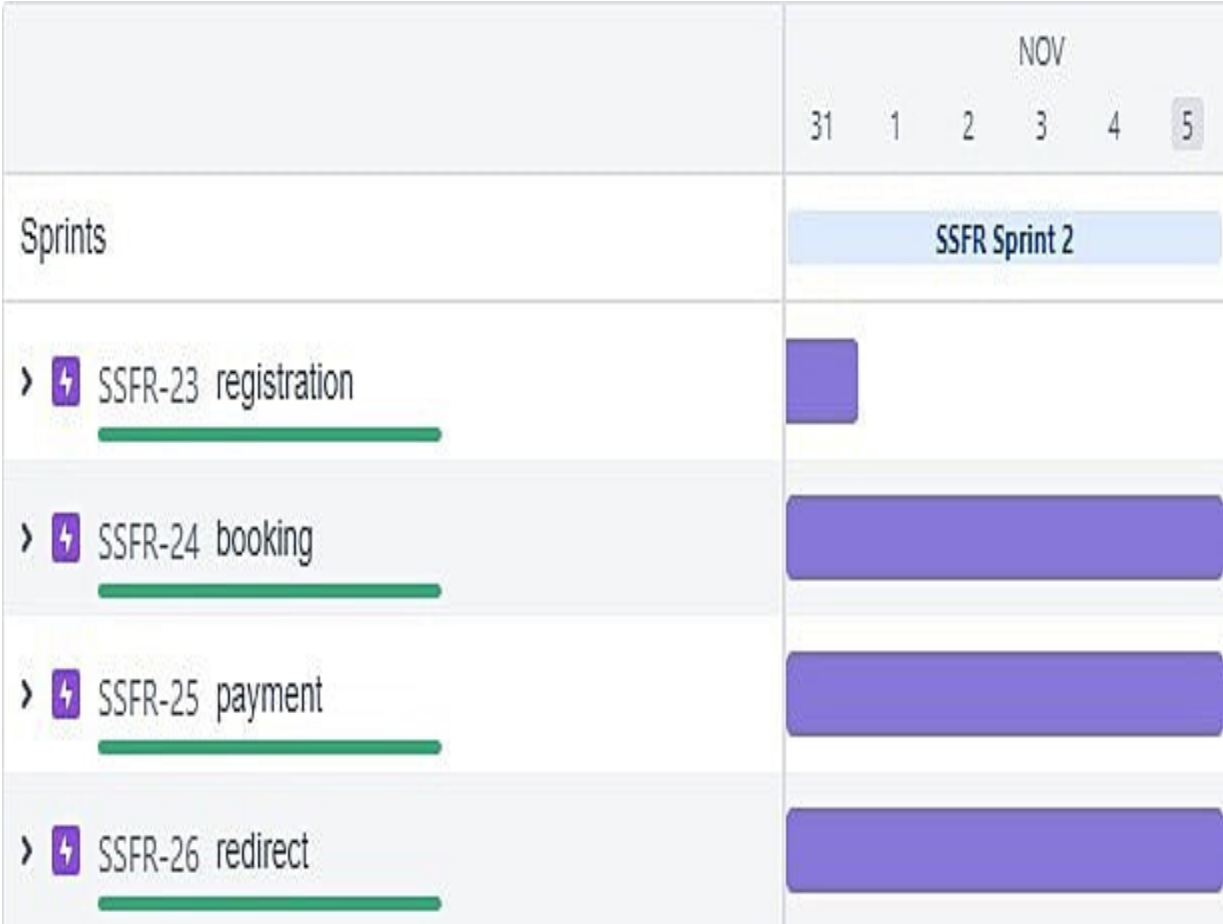 NOV
31 1 2 3 4 5
Sprints
SSFR Sprint 2
SSFR-23 registration
SSFR-24 booking
SSFR-25 payment
SSFR-26 redirect